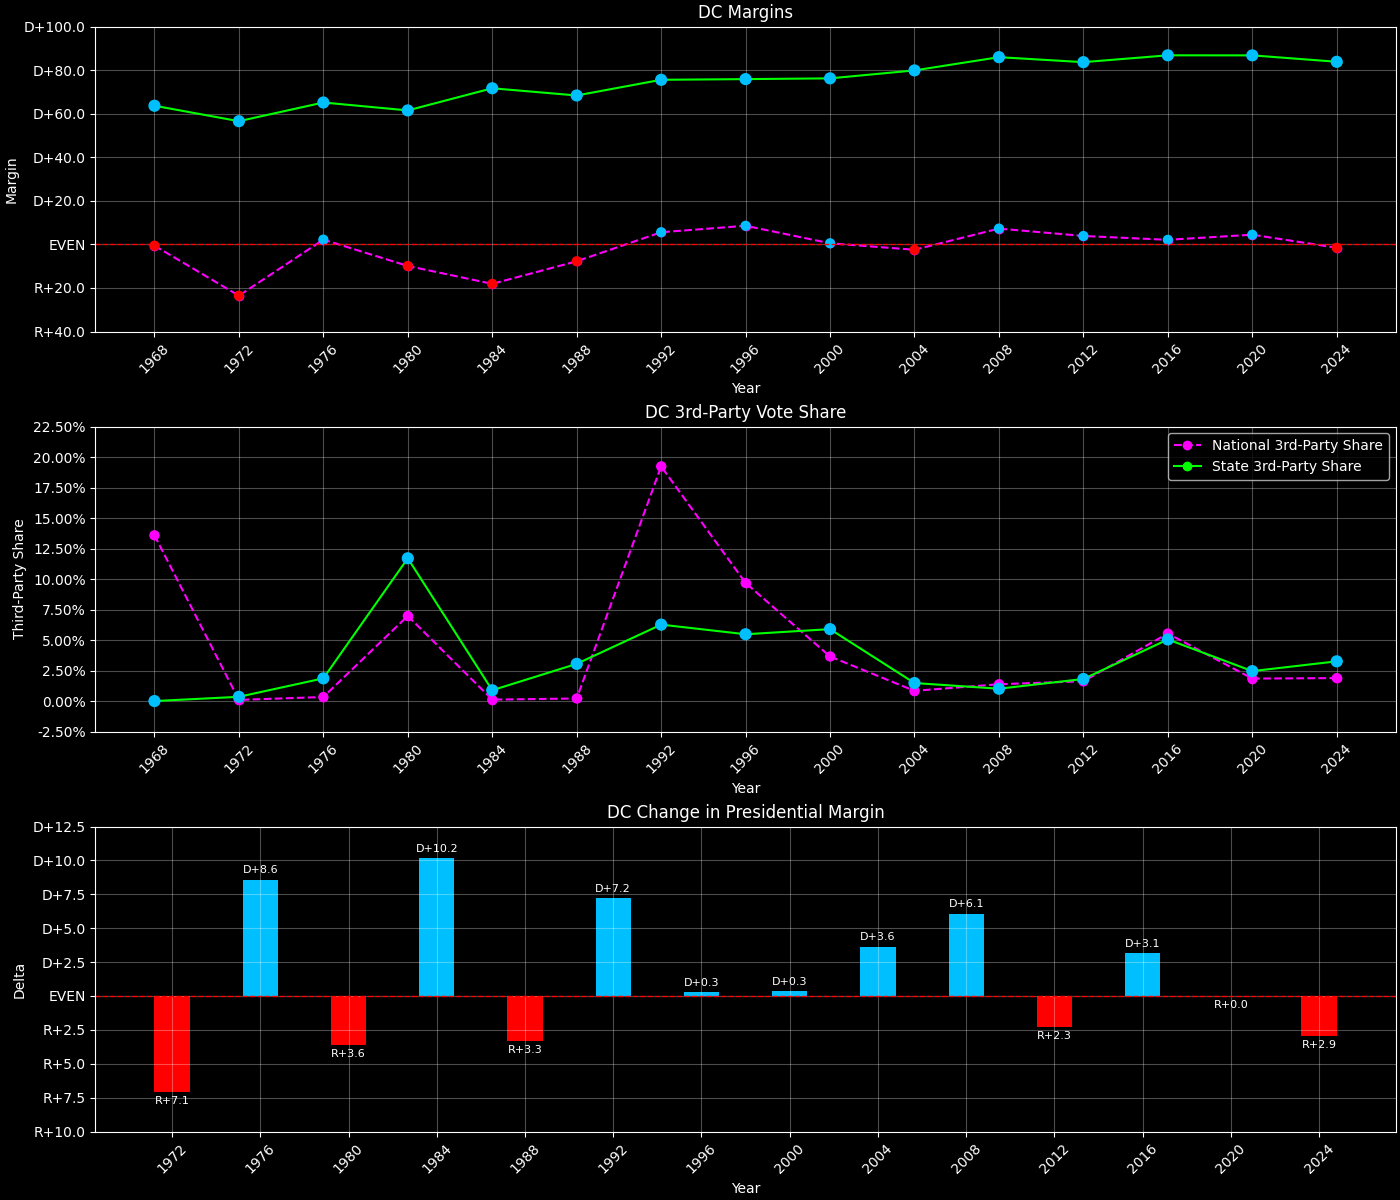 DC Margins
D+100.0
D+80.0
D+60.0
D+40.0
D+20.0
EVEN
R+20.0
R+40.0
Margin
1968 1972 1976 1980 1984 1988 1992 1996 2000 2004 2008 2012 2016 2020 2024
Year
DC 3rd-Party Vote Share
22.50%
20.00%
17.50%
15.00%
12.50%
10.00%
7.50%
5.00%
2.50%
0.00%
-2.50%
Third-Party Share
National 3rd-Party Share
State 3rd-Party Share
1968 1972 1976 1980 1984 1988 1992 1996 2000 2004 2008 2012 2016 2020 2024
Year
DC Change in Presidential Margin
D+12.5
D+10.0
D+7.5
D+5.0
D+2.5
EVEN
R+2.5
R+5.0
R+7.5
R+10.0
Delta
R+7.1
D+8.6
R+3.6
D+10.2
R+3.3
D+7.2
D+0.3
D+0.3
D+3.6
D+6.1
R+2.3
D+3.1
R+0.0
R+2.9
1972 1976 1980 1984 1988 1992 1996 2000 2004 2008 2012 2016 2020 2024
Year